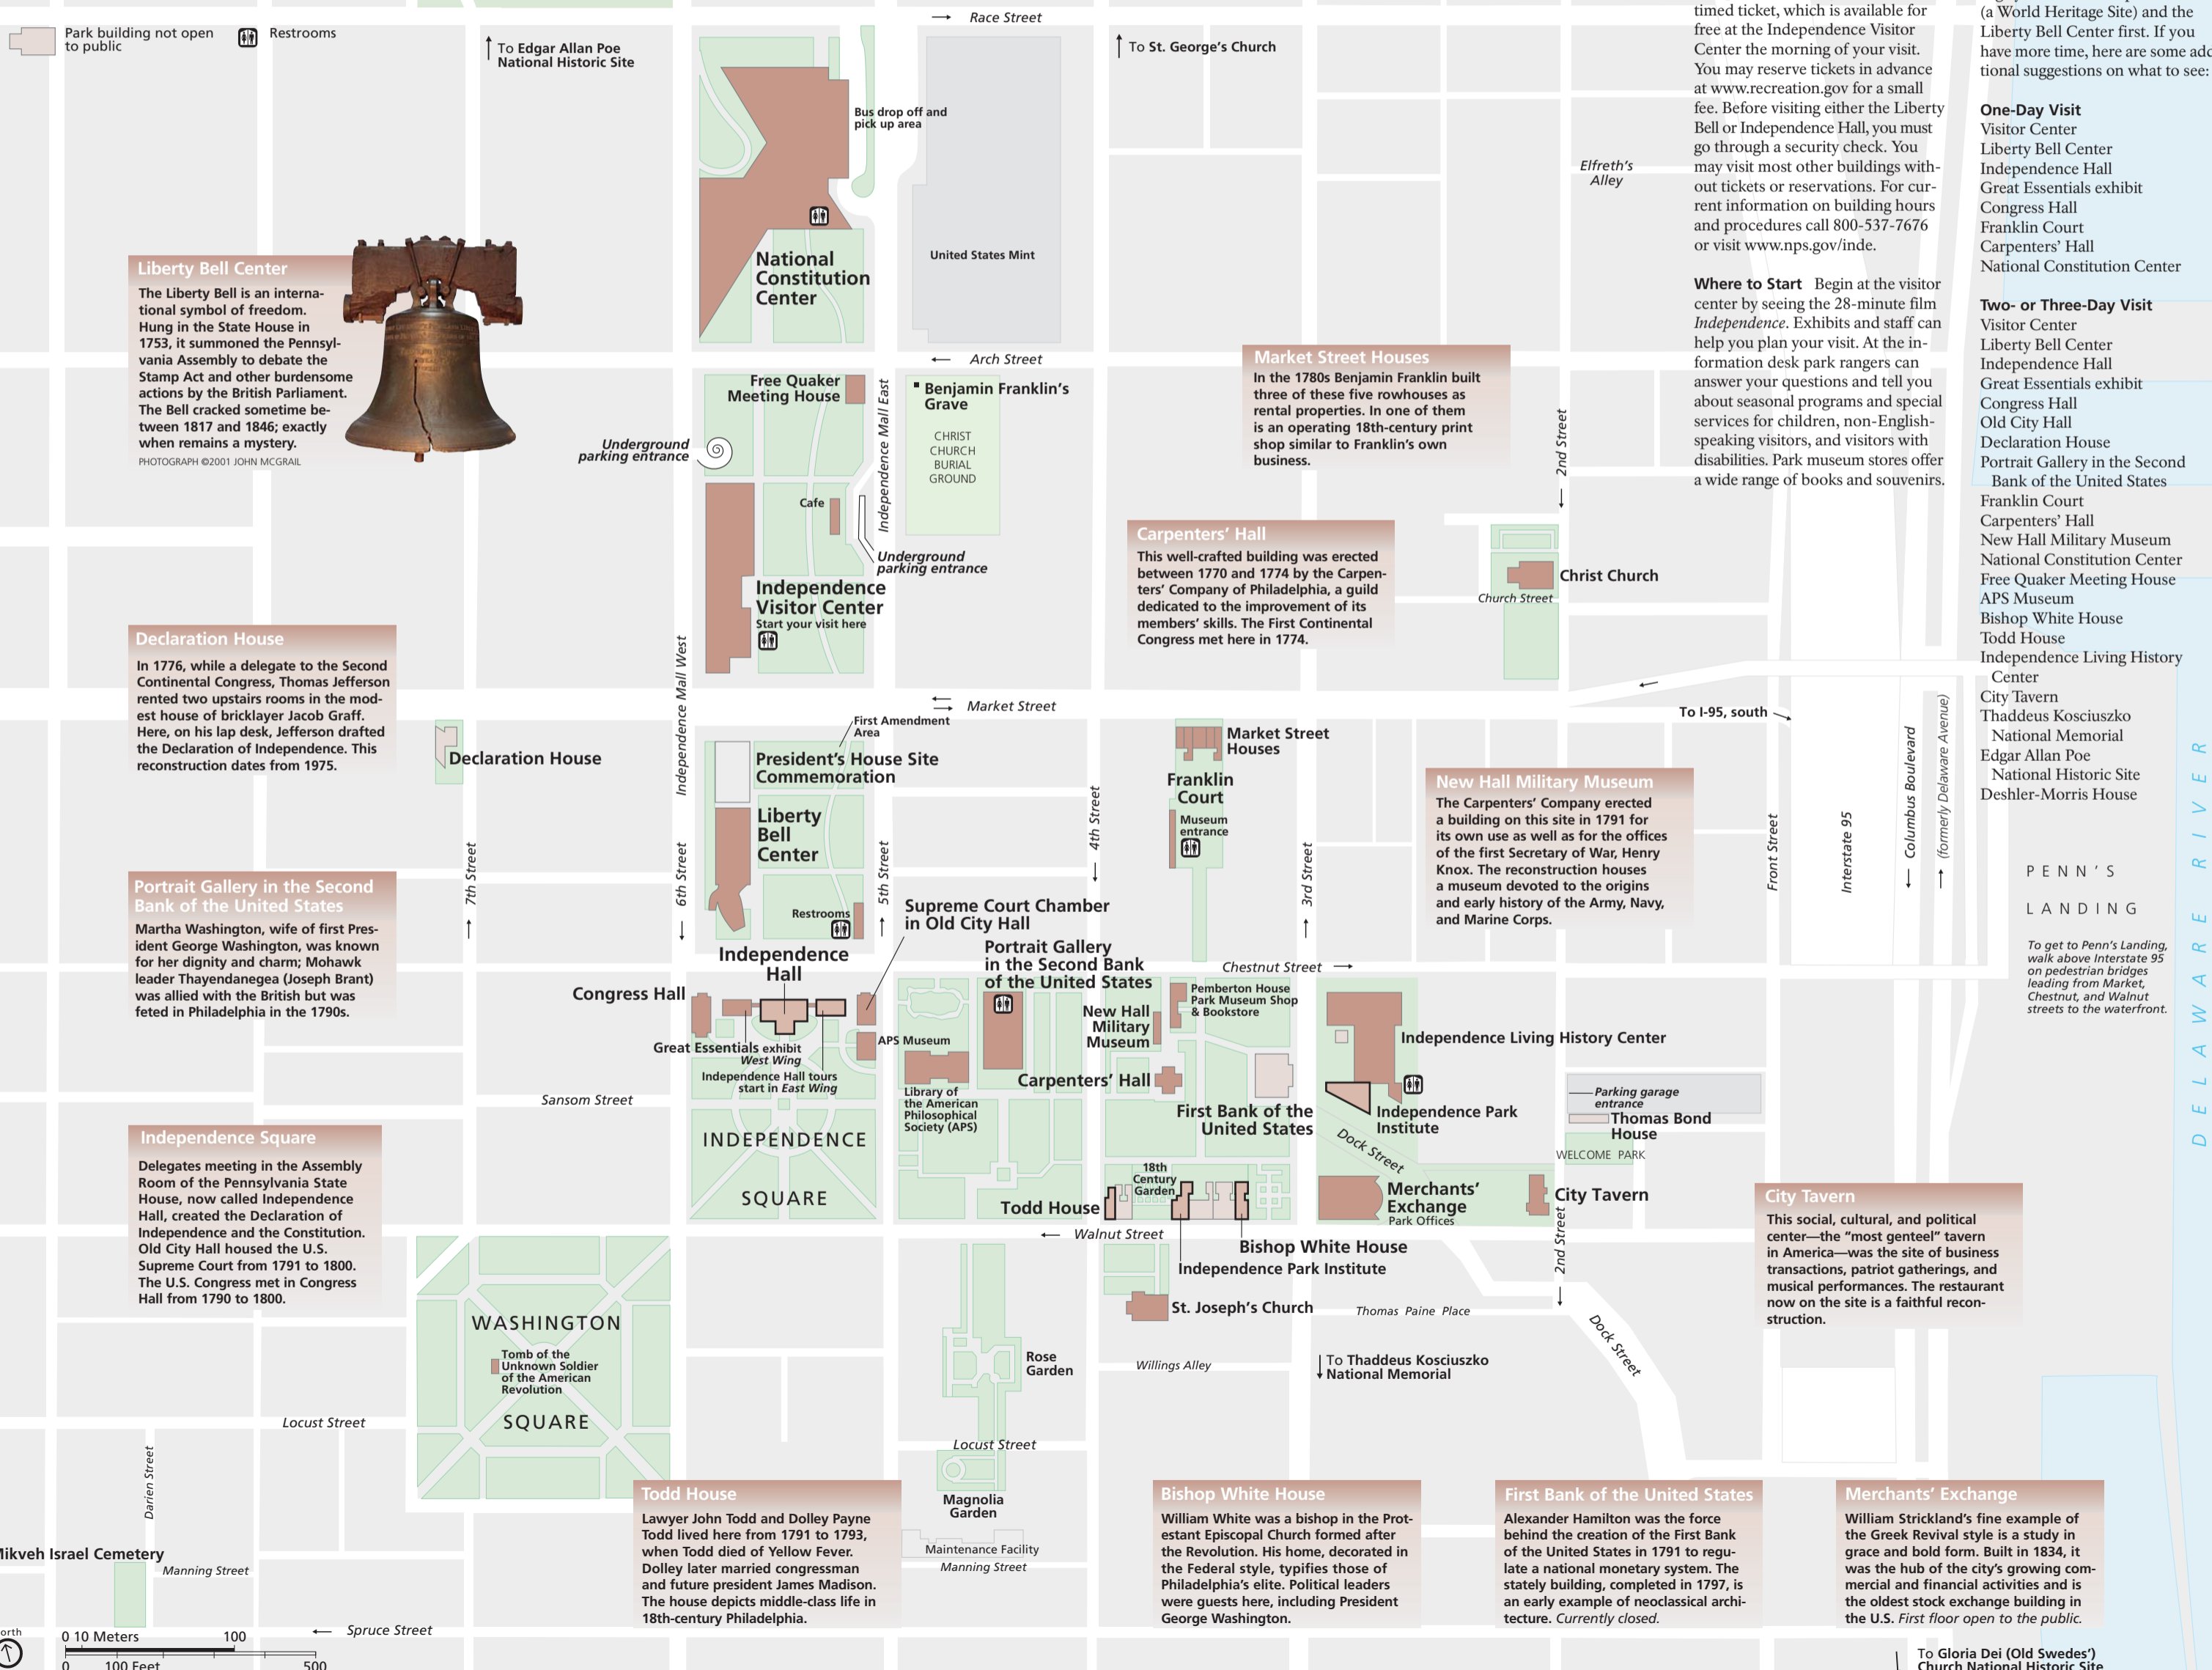 Park building not open
to public
Restrooms
To Edgar Allan Poe
National Historic Site
Race Street
To St. George's Church
Bus drop off and
pick up area
United States Mint
National
Constitution
Center
Elfreth's
Alley
Arch Street
timed ticket, which is available for
free at the Independence Visitor
Center the morning of your visit.
You may reserve tickets in advance
at www.recreation.gov for a small
fee. Before visiting either the Liberty
Bell or Independence Hall, you must
go through a security check. You
may visit most other buildings with-
out tickets or reservations. For cur-
rent information on building hours
and procedures call 800-537-7676
or visit www.nps.gov/inde.
Where to Start Begin at the visitor
center by seeing the 28-minute film
Independence. Exhibits and staff can
help you plan your visit. At the in-
formation desk park rangers can
answer your questions and tell you
about seasonal programs and special
services for children, non-English-
speaking visitors, and visitors with
disabilities. Park museum stores offer
a wide range of books and souvenirs.
(a World Heritage Site) and the
Liberty Bell Center first. If you
have more time, here are some add
tional suggestions on what to see:
One-Day Visit
Visitor Center
Liberty Bell Center
Independence Hall
Great Essentials exhibit
Congress Hall
Franklin Court
Carpenters' Hall
National Constitution Center
Two- or Three-Day Visit
Visitor Center
Liberty Bell Center
Independence Hall
Great Essentials exhibit
Congress Hall
Old City Hall
Declaration House
Portrait Gallery in the Second
Bank of the United States
Franklin Court
Carpenters' Hall
New Hall Military Museum
National Constitution Center
Free Quaker Meeting House
APS Museum
Bishop White House
Todd House
Independence Living History
Center
City Tavern
Thaddeus Kosciuszko
National Memorial
Edgar Allan Poe
National Historic Site
Deshler-Morris House
Liberty Bell Center
The Liberty Bell is an interna-
tional symbol of freedom.
Hung in the State House in
1753, it summoned the Pennsyl-
vania Assembly to debate the
Stamp Act and other burdensome
actions by the British Parliament.
The Bell cracked sometime be-
tween 1817 and 1846; exactly
when remains a mystery.
PHOTOGRAPH ©2001 JOHN MCGRAIL
Free Quaker
Meeting House
Underground
parking entrance
Independence Mall East
Benjamin Franklin's
Grave
CHRIST
CHURCH
BURIAL
GROUND
Cafe
Underground
parking entrance
Independence
Visitor Center
Start your visit here
Market Street Houses
In the 1780s Benjamin Franklin built
three of these five rowhouses as
rental properties. In one of them
is an operating 18th-century print
shop similar to Franklin's own
business.
2nd Street
Carpenters' Hall
This well-crafted building was erected
between 1770 and 1774 by the Carpen-
ters' Company of Philadelphia, a guild
dedicated to the improvement of its
members' skills. The First Continental
Congress met here in 1774.
Christ Church
Church Street
Declaration House
In 1776, while a delegate to the Second
Continental Congress, Thomas Jefferson
rented two upstairs rooms in the mod-
est house of bricklayer Jacob Graff.
Here, on his lap desk, Jefferson drafted
the Declaration of Independence. This
reconstruction dates from 1975.
Declaration House
Independence Mall West
Market Street
First Amendment
Area
President's House Site
Commemoration
Liberty
Bell
Center
Restrooms
7th Street
6th Street
5th Street
4th Street
3rd Street
Market Street
Houses
Franklin
Court
Museum
entrance
To I-95, south
New Hall Military Museum
The Carpenters' Company erected
a building on this site in 1791 for
its own use as well as for the offices
of the first Secretary of War, Henry
Knox. The reconstruction houses
a museum devoted to the origins
and early history of the Army, Navy,
and Marine Corps.
Front Street
Interstate 95
Columbus Boulevard
(formerly Delaware Avenue)
PENN'S
LANDING
To get to Penn's Landing,
walk above Interstate 95
on pedestrian bridges
leading from Market,
Chestnut, and Walnut
streets to the waterfront.
DELAWARE RIVER
Portrait Gallery in the Second
Bank of the United States
Martha Washington, wife of first Pres-
ident George Washington, was known
for her dignity and charm; Mohawk
leader Thayendanegea (Joseph Brant)
was allied with the British but was
feted in Philadelphia in the 1790s.
Supreme Court Chamber
in Old City Hall
Independence
Hall
Congress Hall
Great Essentials exhibit
West Wing
Independence Hall tours
start in East Wing
APS Museum
Library of
the American
Philosophical
Society (APS)
Portrait Gallery
in the Second Bank
of the United States
Chestnut Street
Pemberton House
Park Museum Shop
& Bookstore
New Hall
Military
Museum
Carpenters' Hall
First Bank of the
United States
Independence Living History Center
Independence Park
Institute
Dock Street
Parking garage
entrance
Thomas Bond
House
WELCOME PARK
Sansom Street
INDEPENDENCE
SQUARE
Independence Square
Delegates meeting in the Assembly
Room of the Pennsylvania State
House, now called Independence
Hall, created the Declaration of
Independence and the Constitution.
Old City Hall housed the U.S.
Supreme Court from 1791 to 1800.
The U.S. Congress met in Congress
Hall from 1790 to 1800.
18th
Century
Garden
Todd House
Merchants'
Exchange
Park Offices
City Tavern
Walnut Street
Bishop White House
Independence Park Institute
St. Joseph's Church
Thomas Paine Place
2nd Street
Dock Street
City Tavern
This social, cultural, and political
center—the "most genteel" tavern
in America—was the site of business
transactions, patriot gatherings, and
musical performances. The restaurant
now on the site is a faithful recon-
struction.
WASHINGTON
Tomb of the
Unknown Soldier
of the American
Revolution
SQUARE
Rose
Garden
Willings Alley
To Thaddeus Kosciuszko
National Memorial
Locust Street
Locust Street
Darien Street
Magnolia
Garden
Maintenance Facility
Manning Street
Mikveh Israel Cemetery
Manning Street
Spruce Street
Todd House
Lawyer John Todd and Dolley Payne
Todd lived here from 1791 to 1793,
when Todd died of Yellow Fever.
Dolley later married congressman
and future president James Madison.
The house depicts middle-class life in
18th-century Philadelphia.
Bishop White House
William White was a bishop in the Prot-
estant Episcopal Church formed after
the Revolution. His home, decorated in
the Federal style, typifies those of
Philadelphia's elite. Political leaders
were guests here, including President
George Washington.
First Bank of the United States
Alexander Hamilton was the force
behind the creation of the First Bank
of the United States in 1791 to regu-
late a national monetary system. The
stately building, completed in 1797, is
an early example of neoclassical archi-
tecture. Currently closed.
Merchants' Exchange
William Strickland's fine example of
the Greek Revival style is a study in
grace and bold form. Built in 1834, it
was the hub of the city's growing com-
mercial and financial activities and is
the oldest stock exchange building in
the U.S. First floor open to the public.
orth
0 10 Meters 100
0 100 Feet 500
To Gloria Dei (Old Swedes')
Church National Historic Site